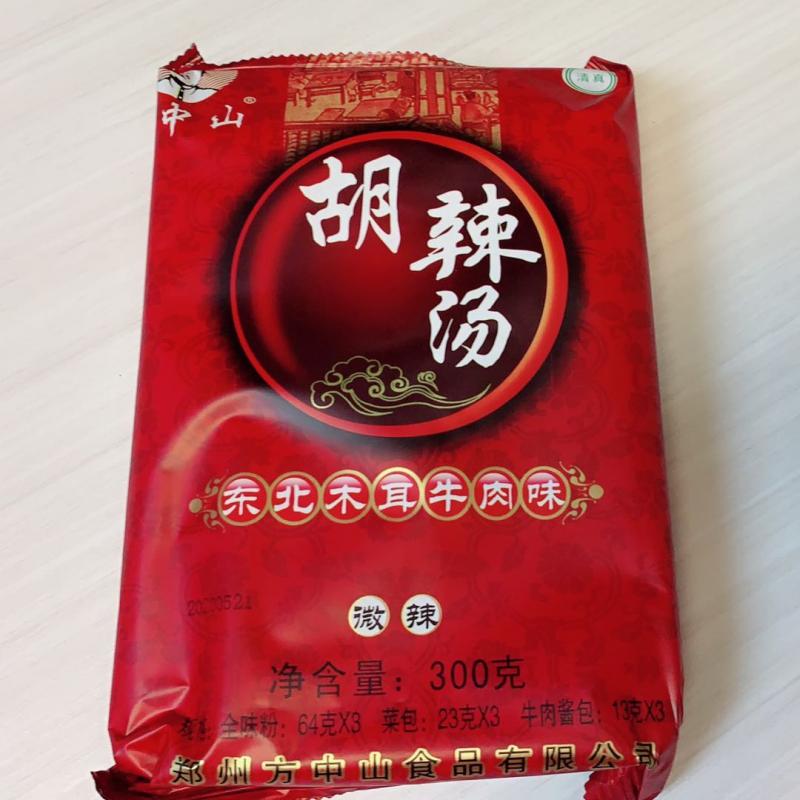 中山®
清真
胡辣汤
东北木耳牛肉味
微辣
净含量：300克
全味粉：64克X3 菜包：23克X3 牛肉酱包：13克X3
郑州方中山食品有限公司